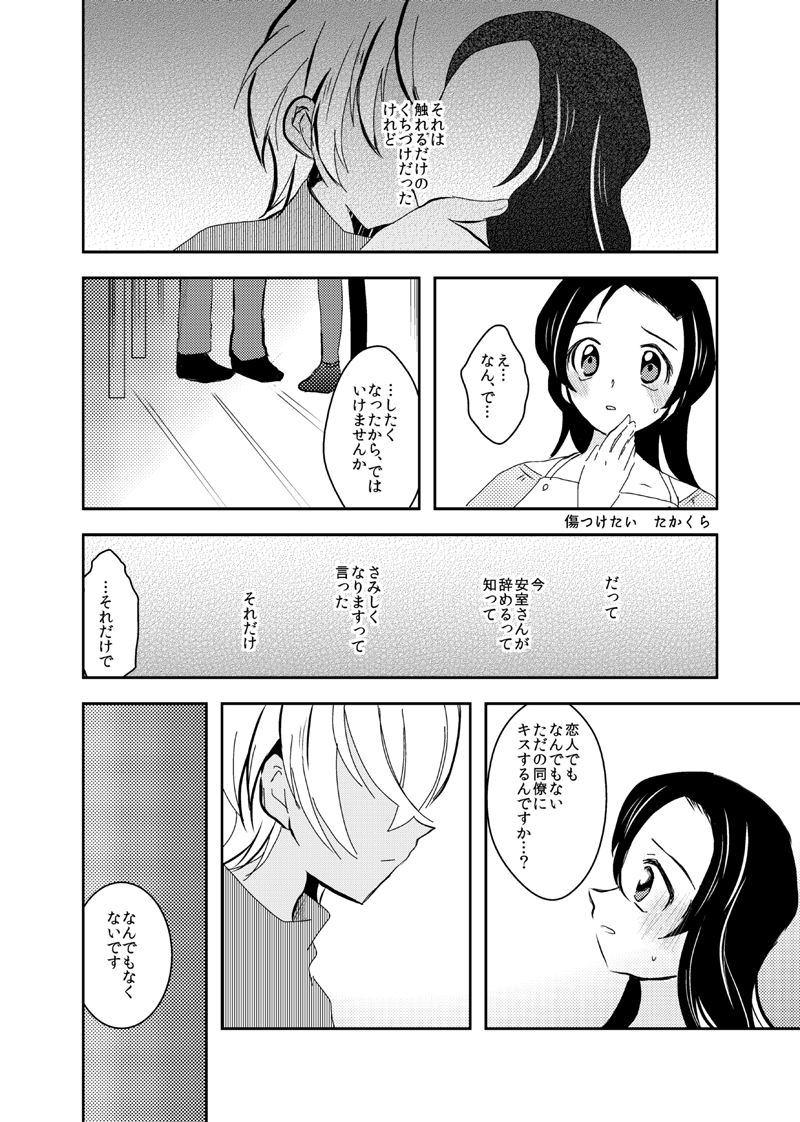 それは
触れるだけの
くちづけだった
けれど
え…
なん、で…
…したく
なったから、では
いけませんか
傷つけたい　たかくら
だって
今
安室さんが
辞めるって
知って
さみしく
なりますって
言った
それだけ
…それだけで
恋人でも
なんでもない
ただの同僚に
キスするんですか…？
なんでもなく
ないです